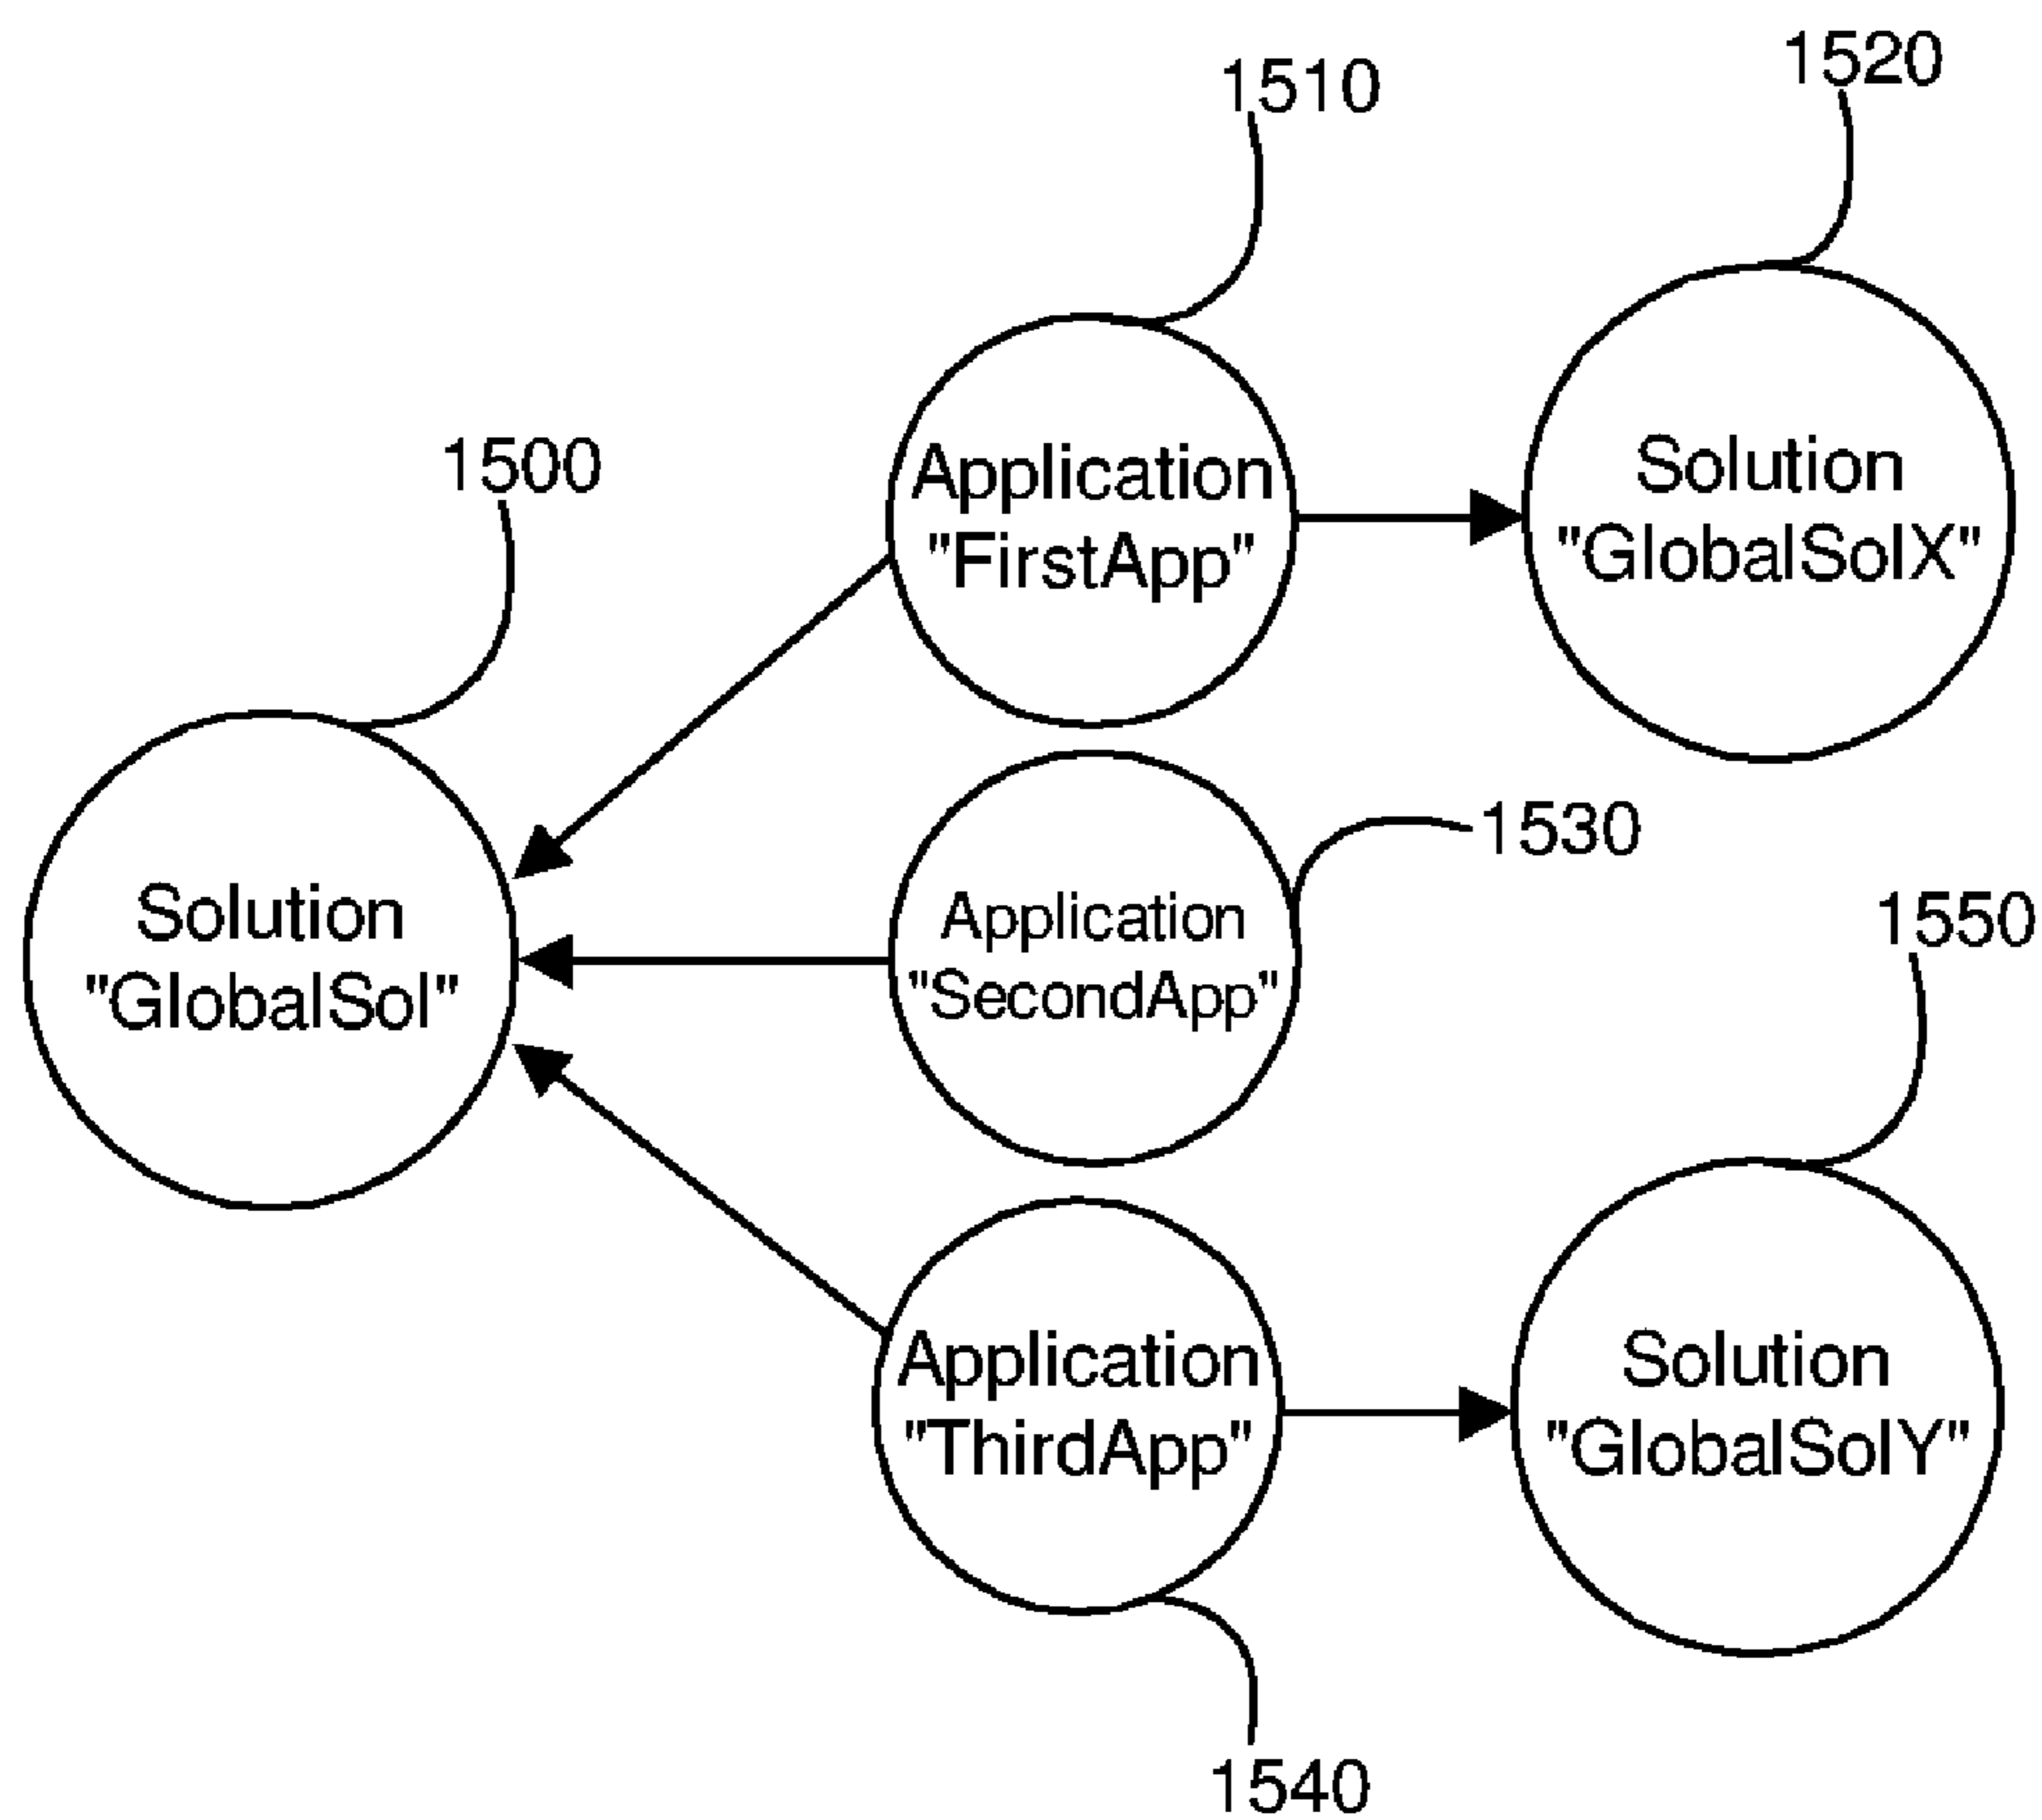 1510
1520
1500
Application
"FirstApp"
Solution
"GlobalSolX"
1530
Solution
"GlobalSol"
Application
"SecondApp"
1550
Application
"ThirdApp"
Solution
"GlobalSolY"
1540